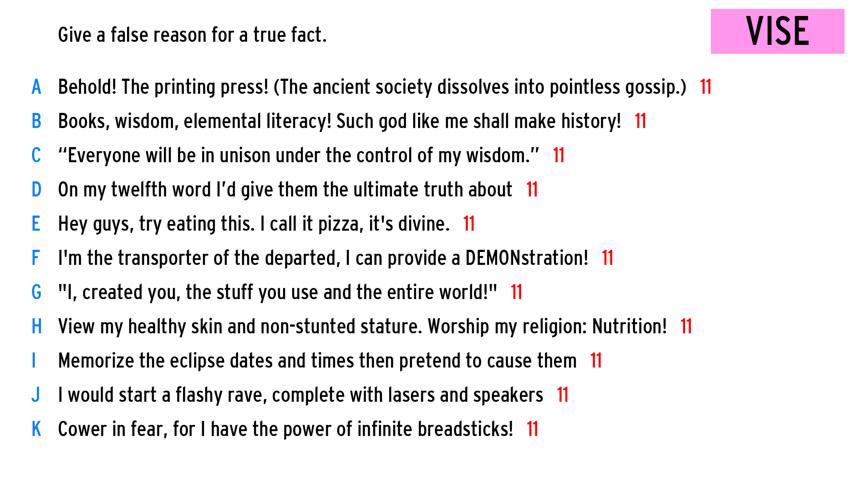 Give a false reason for a true fact.
VISE
A Behold! The printing press! (The ancient society dissolves into pointless gossip.) 11
B Books, wisdom, elemental literacy! Such god like me shall make history! 11
C “Everyone will be in unison under the control of my wisdom.” 11
D On my twelfth word I’d give them the ultimate truth about 11
E Hey guys, try eating this. I call it pizza, it's divine. 11
F I'm the transporter of the departed, I can provide a DEMONstration! 11
G "I, created you, the stuff you use and the entire world!" 11
H View my healthy skin and non-stunted stature. Worship my religion: Nutrition! 11
I Memorize the eclipse dates and times then pretend to cause them 11
J I would start a flashy rave, complete with lasers and speakers 11
K Cower in fear, for I have the power of infinite breadsticks! 11